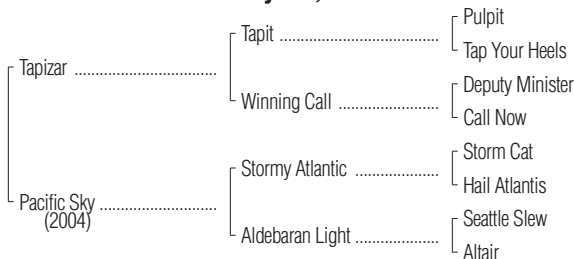 Tapizar ................................
Tapit ....................................
Pulpit
Tap Your Heels
Winning Call .......................
Deputy Minister
Call Now
Pacific Sky ..........................
(2004)
Stormy Atlantic ...................
Storm Cat
Hail Atlantis
Aldebaran Light ...................
Seattle Slew
Altair